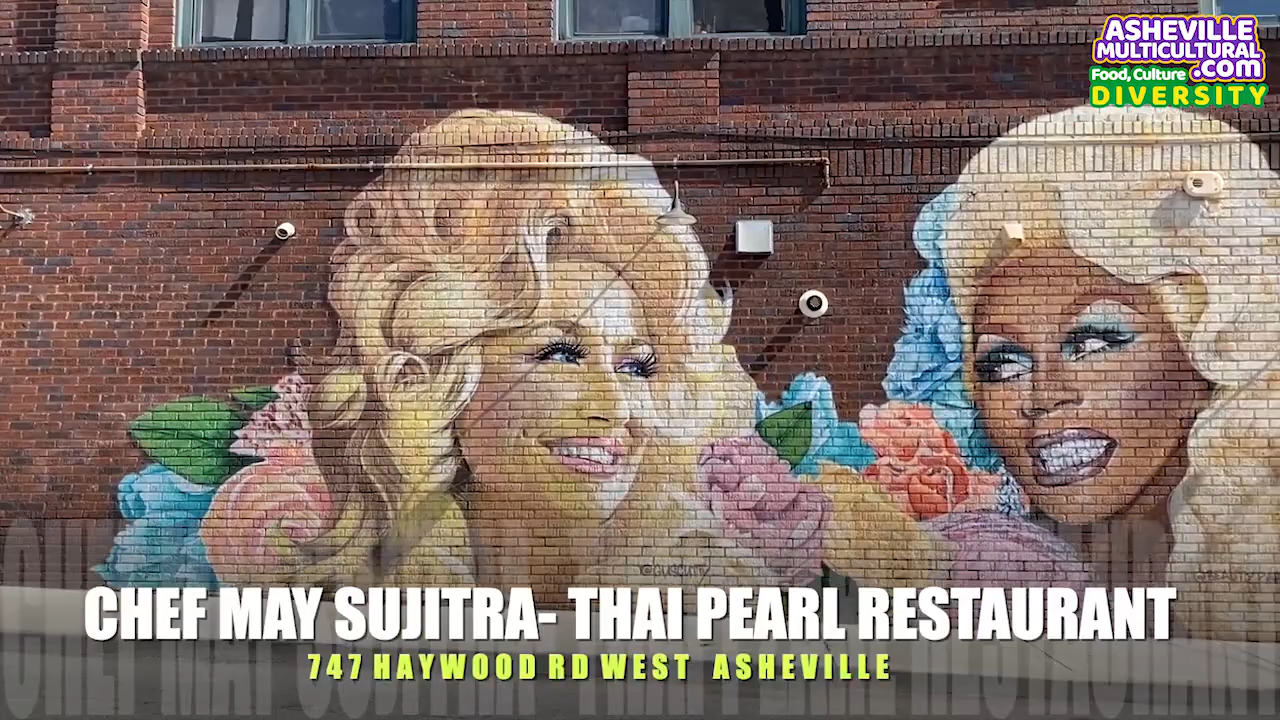 ASHEVILLE
MULTICULTURAL
.com
Food, Culture
DIVERSITY
CHEF MAY SUJITRA- THAI PEARL RESTAURANT
747 HAYWOOD RD WEST ASHEVILLE